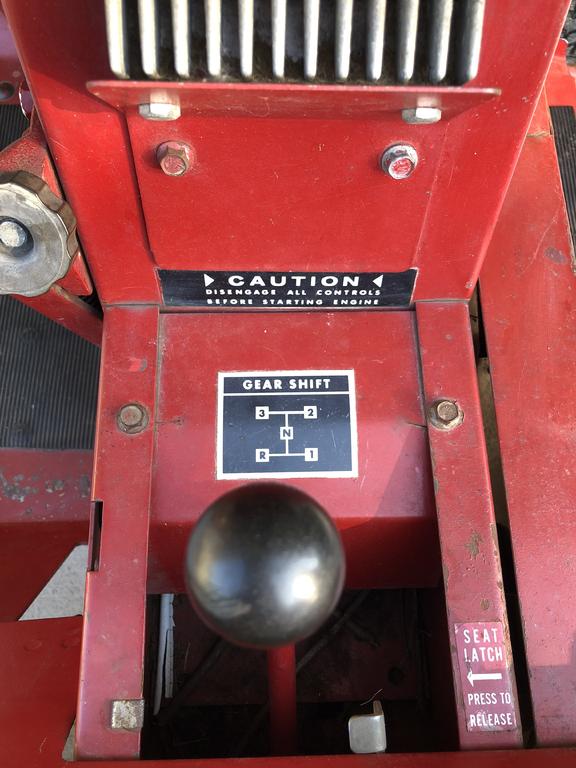 CAUTION
DISENGAGE ALL CONTROLS
BEFORE STARTING ENGINE
GEAR SHIFT
3 2
N
R 1
SEAT
LATCH
PRESS TO
RELEASE